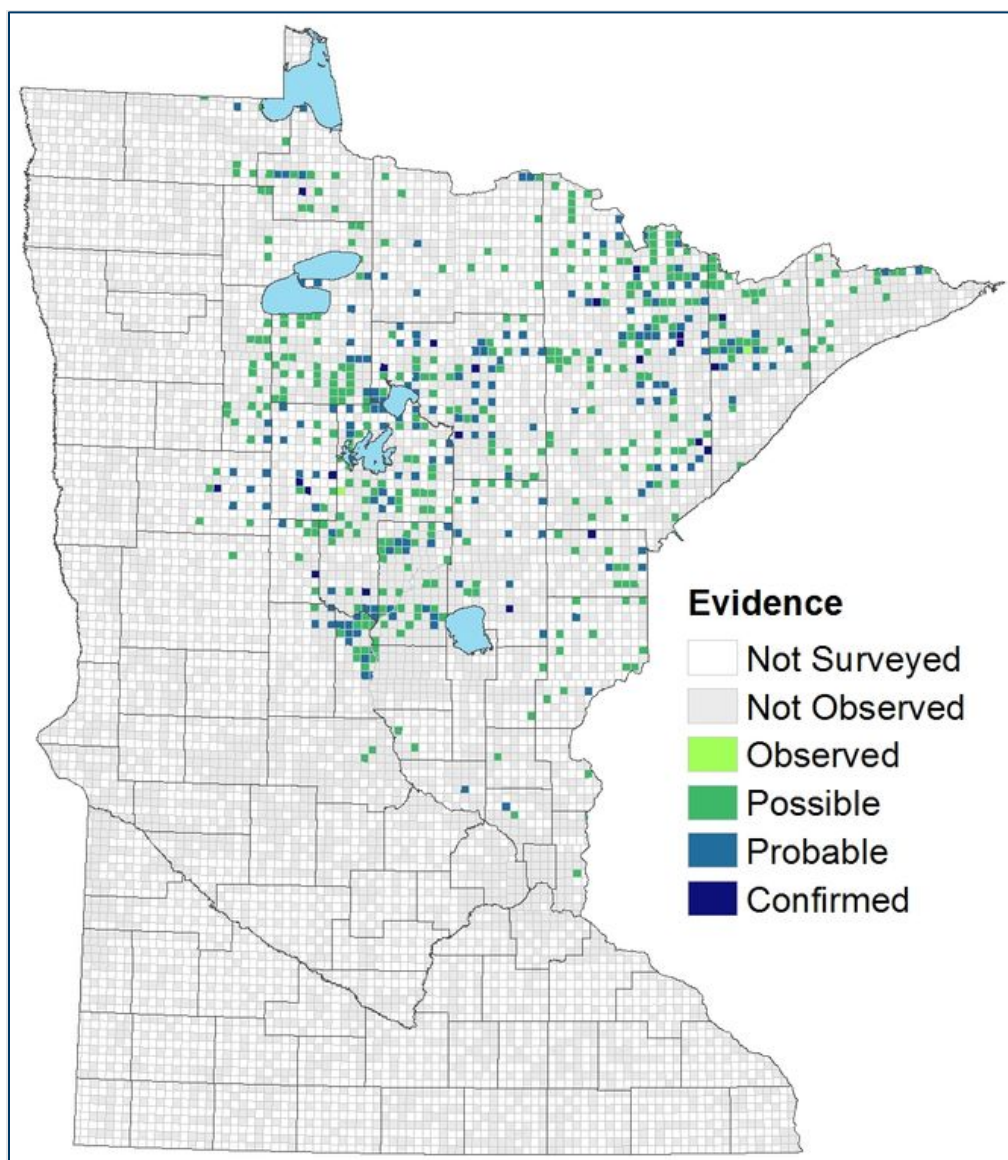 Evidence
Not Surveyed
Not Observed
Observed
Possible
Probable
Confirmed